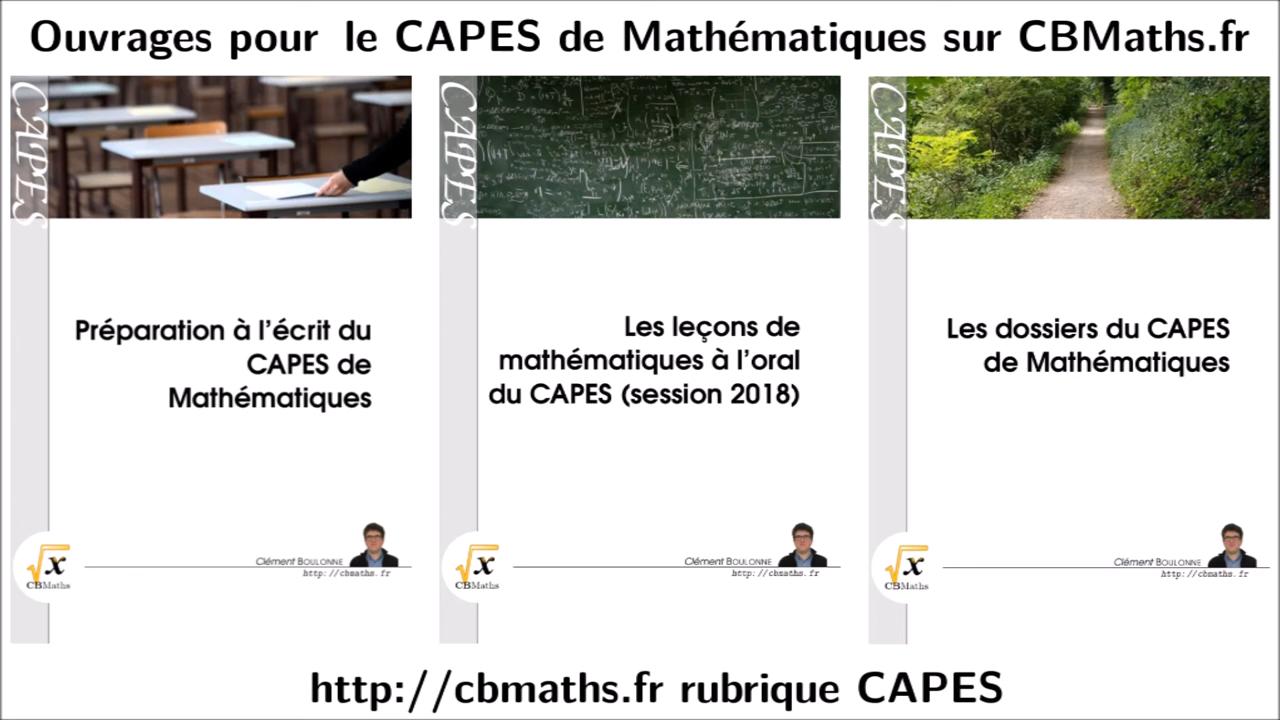 Ouvrages pour le CAPES de Mathématiques sur CBMaths.fr
CAPES
Préparation à l'écrit du
CAPES de
Mathématiques
x
CBMaths
Clément BOULONNE
http://cbmaths.fr
CAPES
Les leçons de
mathématiques à l'oral
du CAPES (session 2018)
x
CBMaths
Clément BOULONNE
http://cbmaths.fr
CAPES
Les dossiers du CAPES
de Mathématiques
x
CBMaths
Clément BOULONNE
http://cbmaths.fr
http://cbmaths.fr rubrique CAPES